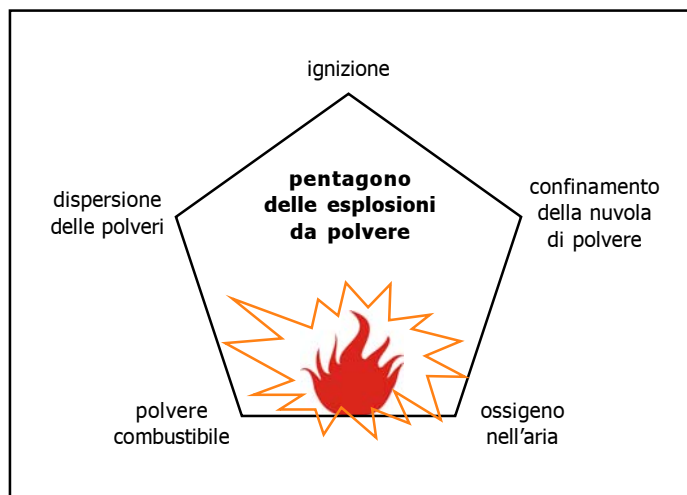 ignizione
pentagono
delle esplosioni
da polvere
dispersione
delle polveri
confinamento
della nuvola
di polvere
polvere
combustibile
ossigeno
nell'aria